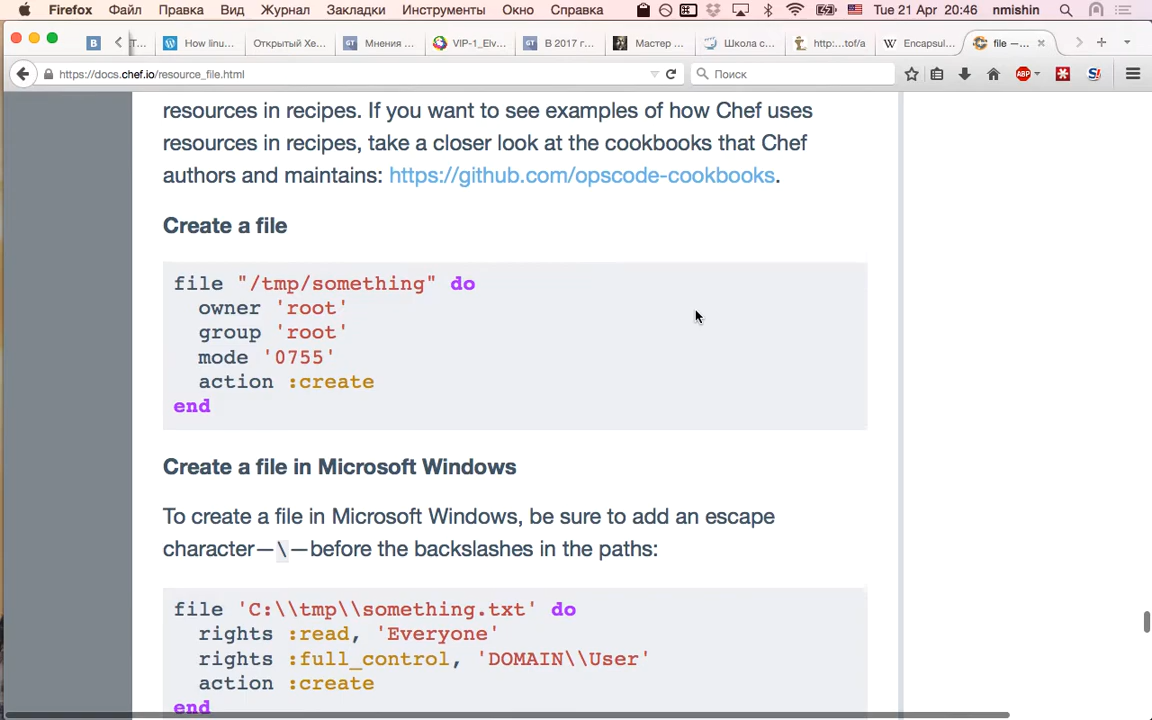 Firefox Файл Правка Вид Журнал Закладки Инструменты Окно Справка Tue 21 Apr 20:46 nmishin
T... How linu... Открытый Хе... Мнения ... VIP-1_Elv... В 2017 г... Мастер ... Школа с... http:...tof/a Encapsul... file —...
https://docs.chef.io/resource_file.html Поиск
resources in recipes. If you want to see examples of how Chef uses
resources in recipes, take a closer look at the cookbooks that Chef
authors and maintains: https://github.com/opscode-cookbooks.
Create a file
file "/tmp/something" do
owner 'root'
group 'root'
mode '0755'
action :create
end
Create a file in Microsoft Windows
To create a file in Microsoft Windows, be sure to add an escape
character—\—before the backslashes in the paths:
file 'C:\\tmp\\something.txt' do
rights :read, 'Everyone'
rights :full_control, 'DOMAIN\\User'
action :create
end